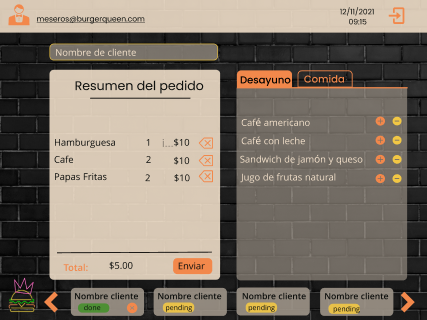 meseros@burgerqueen.com
12/11/2021
09:15
Nombre de cliente
Resumen del pedido
Hamburguesa 1 $10
Cafe 2 $10
Papas Fritas 2 $10
Total: $5.00 Enviar
Desayuno Comida
Café americano
Café con leche
Sandwich de jamón y queso
Jugo de frutas natural
Nombre cliente
done
Nombre cliente
pending
Nombre cliente
pending
Nombre cliente
pending